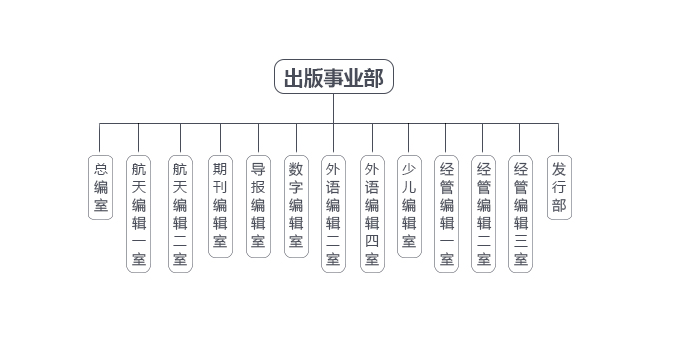 出版事业部
总编室
航天编辑一室
航天编辑二室
期刊编辑室
导报编辑室
数字编辑室
外语编辑二室
外语编辑四室
少儿编辑室
经管编辑一室
经管编辑二室
经管编辑三室
发行部